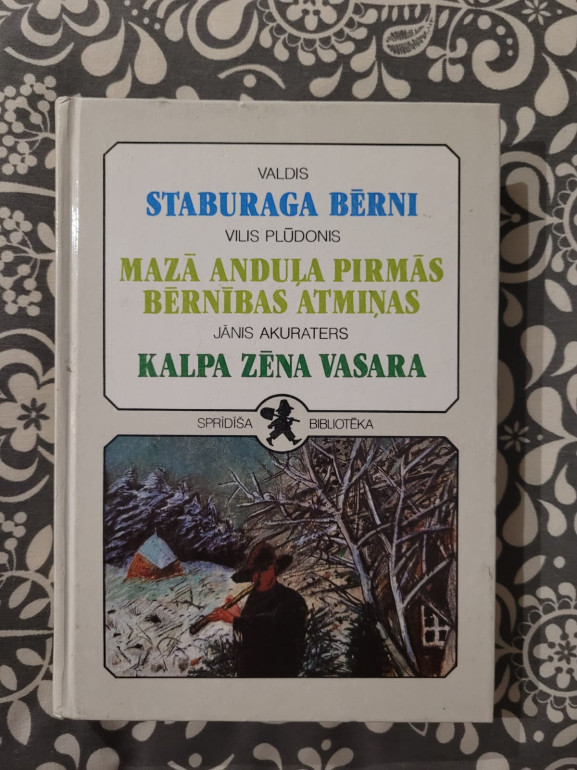 VALDIS
STABURAGA BĒRNI
VILIS PLŪDONIS
MAZĀ ANDUĻA PIRMĀS
BĒRNĪBAS ATMIŅAS
JĀNIS AKURATERS
KALPA ZĒNA VASARA
SPRĪDĪŠA BIBLIOTĒKA